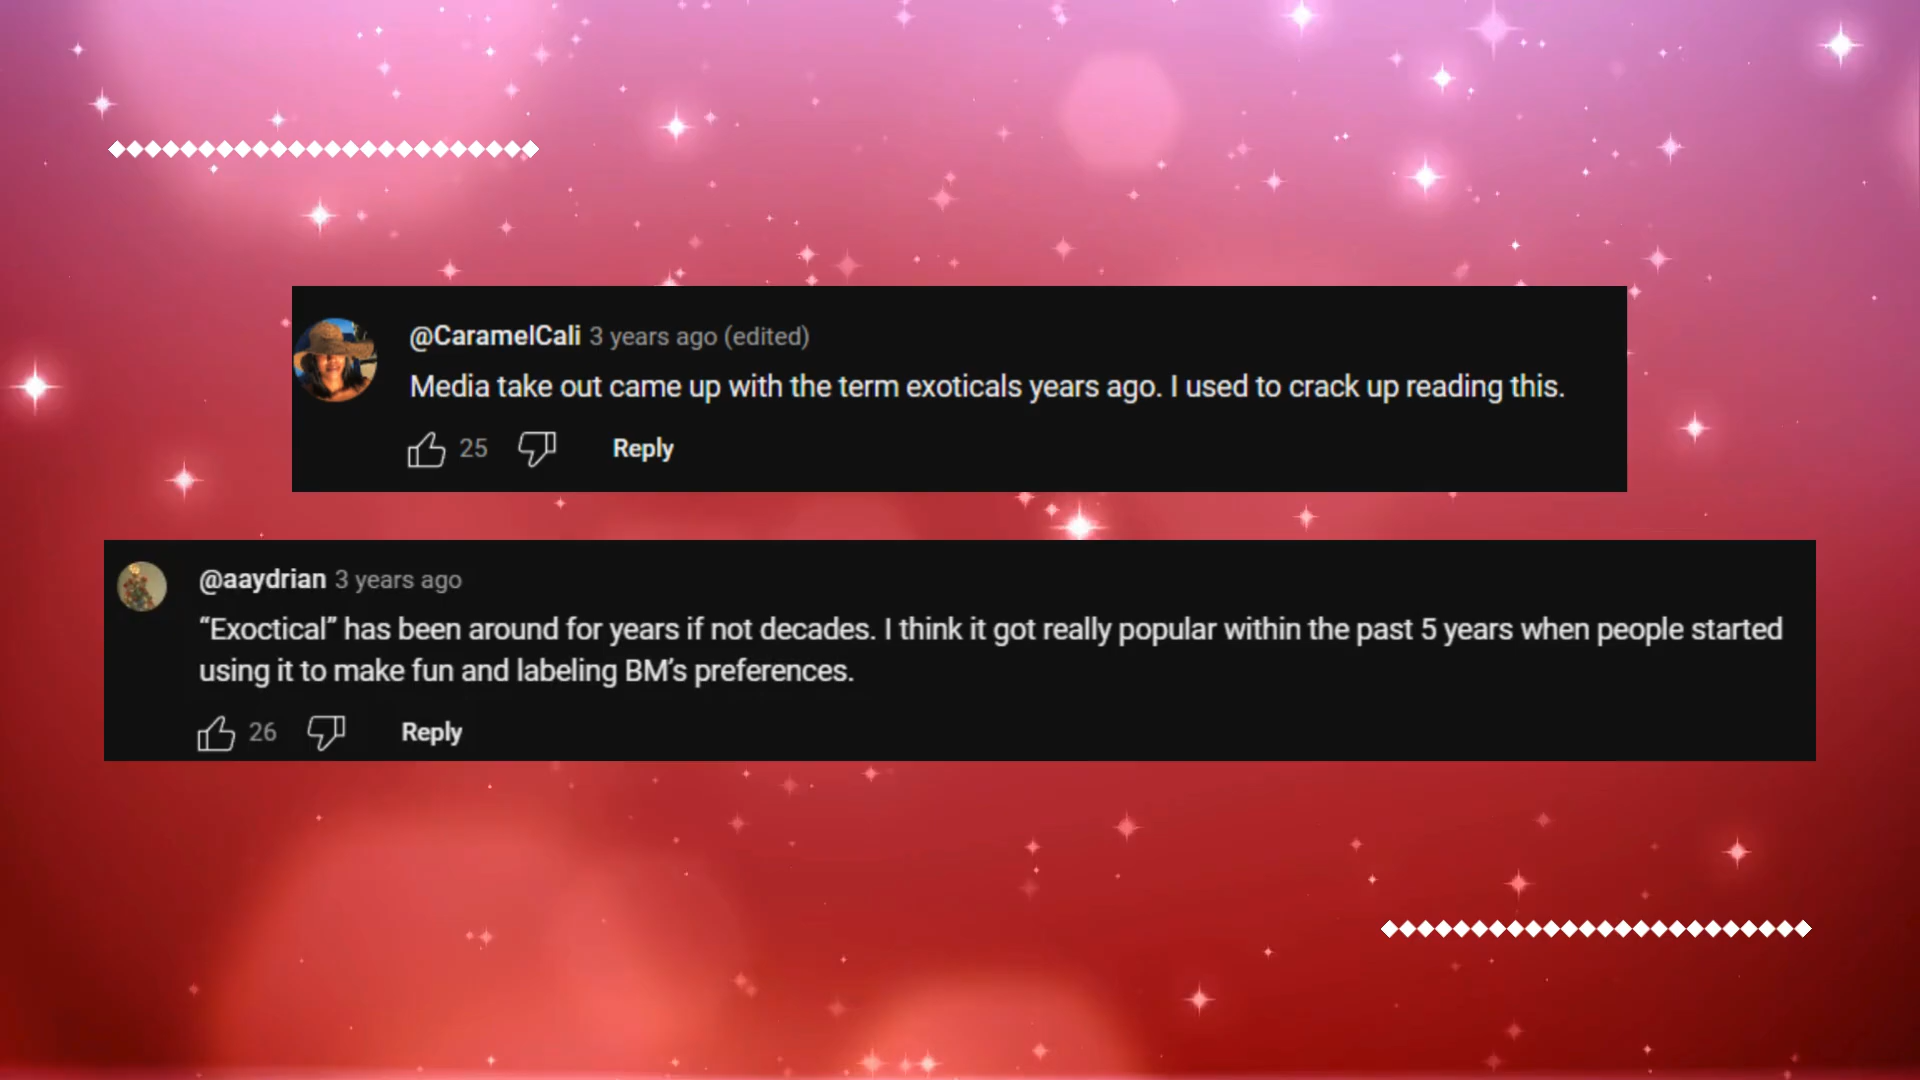 @CaramelCali 3 years ago (edited)
Media take out came up with the term exoticals years ago. I used to crack up reading this.
25 Reply
@aaydrian 3 years ago
“Exoctical” has been around for years if not decades. I think it got really popular within the past 5 years when people started
using it to make fun and labeling BM’s preferences.
26 Reply